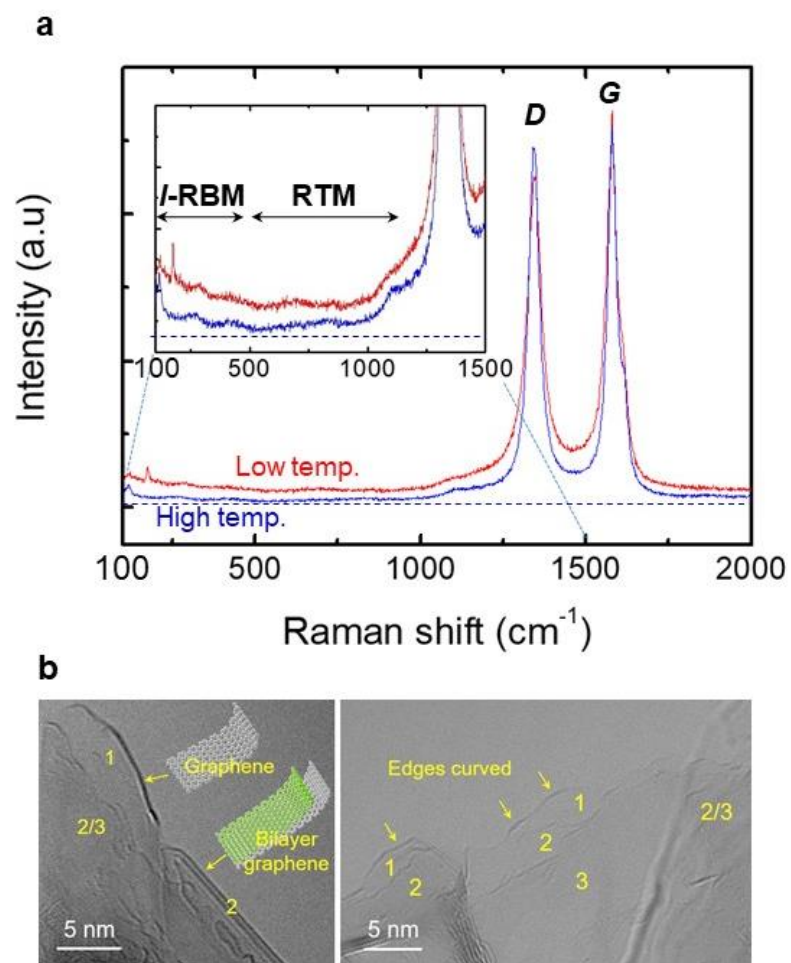 a
D
G
l-RBM
RTM
100
500
1000
1500
Low temp.
High temp.
Intensity (a.u)
100
500
1000
1500
2000
Raman shift (cm-1)
b
1
Graphene
2/3
Bilayer
graphene
2
5 nm
Edges curved
1
2/3
1
2
2
3
5 nm